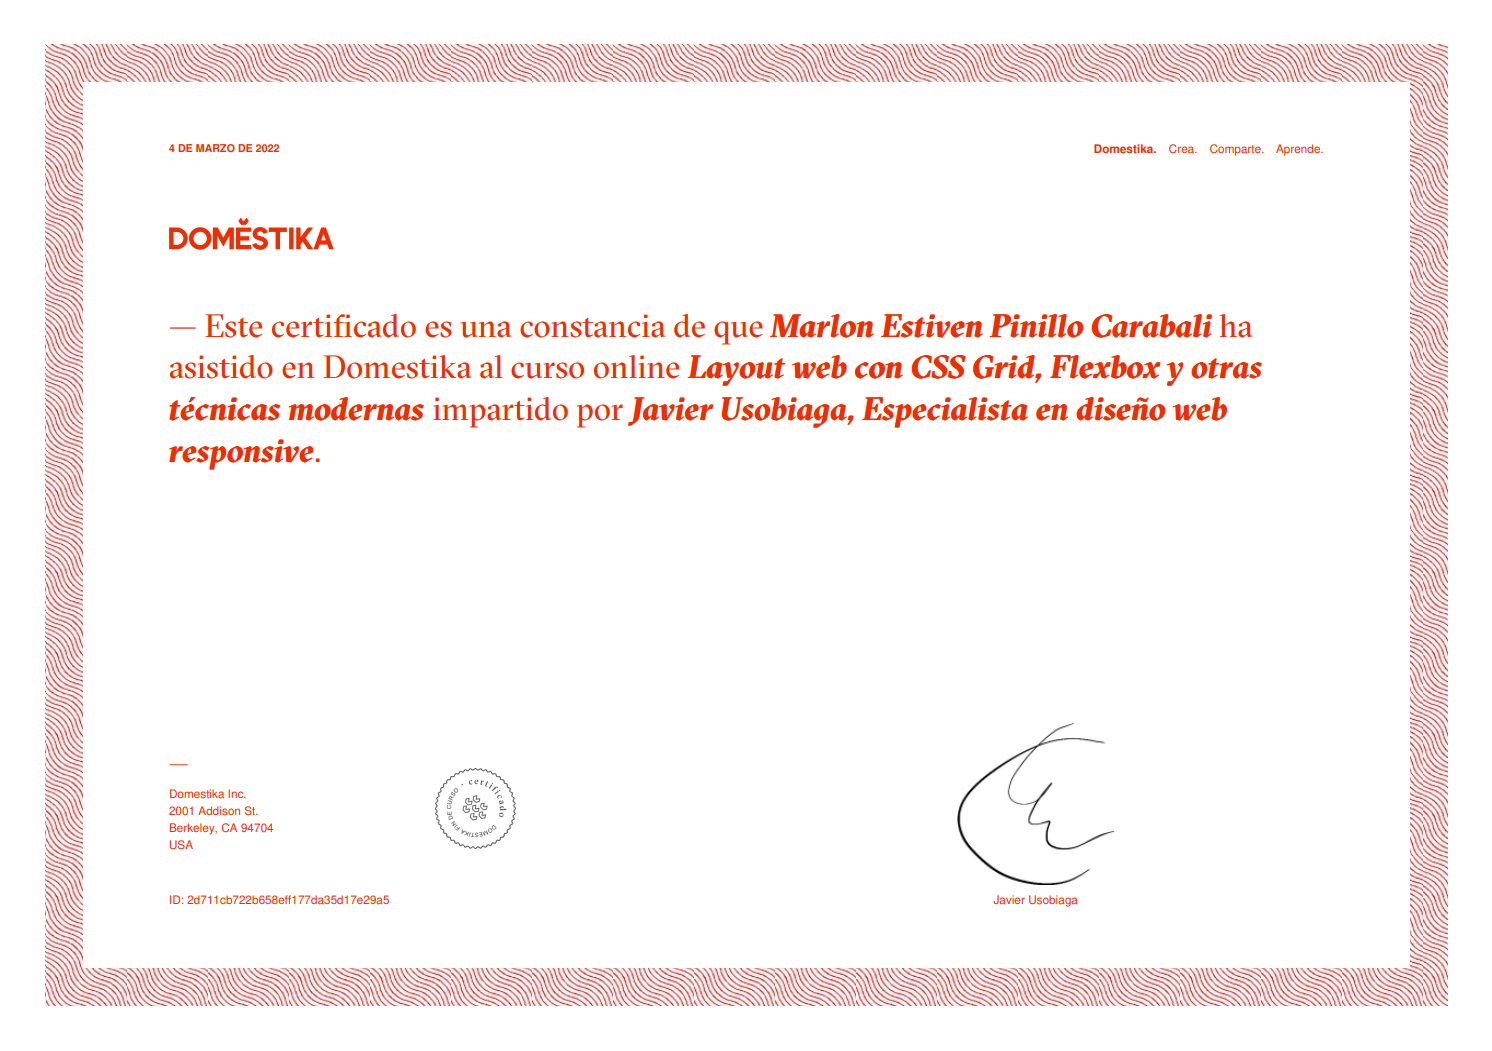 4 DE MARZO DE 2022
Domestika. Crea. Comparte. Aprende.
DOMĔSTIKA
— Este certificado es una constancia de que Marlon Estiven Pinillo Carabali ha
asistido en Domestika al curso online Layout web con CSS Grid, Flexbox y otras
técnicas modernas impartido por Javier Usobiaga, Especialista en diseño web
responsive.
—
Domestika Inc.
2001 Addison St.
Berkeley, CA 94704
USA
certificado
DOMESTIKA FIN DE CURSO
ID: 2d711cb722b658eff177da35d17e29a5
Javier Usobiaga